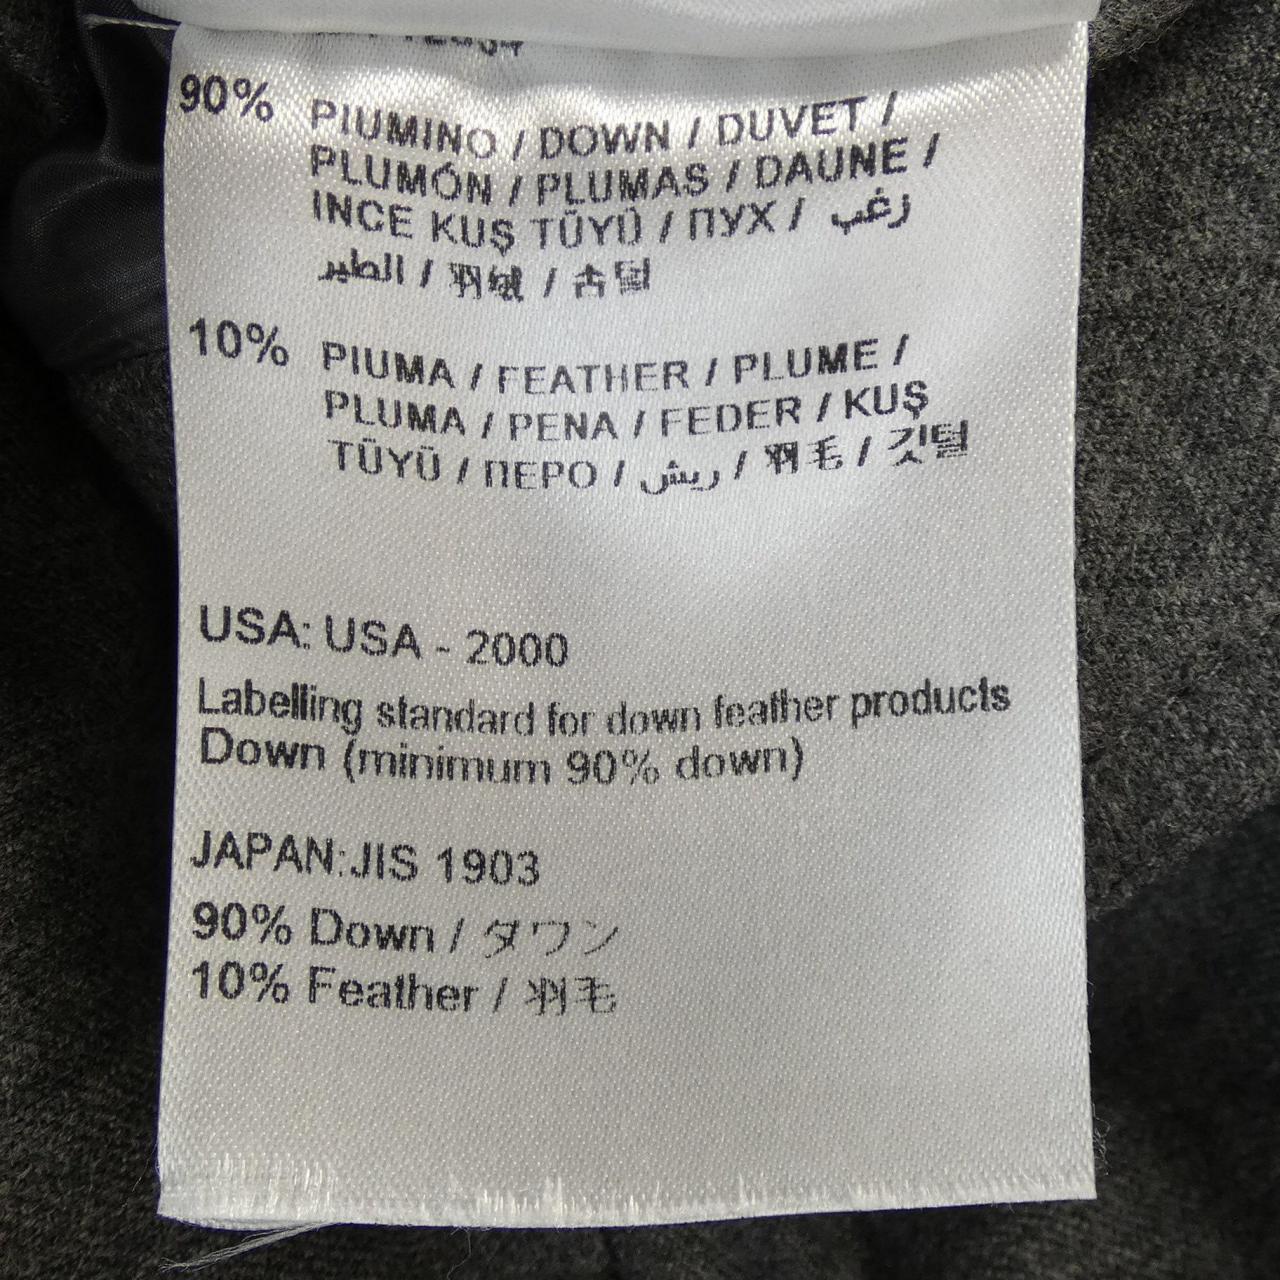 90% PIUMINO / DOWN / DUVET /
PLUMÓN / PLUMAS / DAUNE /
INCE KUŞ TÜYÜ / ПУХ / زغب
الطير / 羽绒 / 솜털
10% PIUMA / FEATHER / PLUME /
PLUMA / PENA / FEDER / KUŞ
TÜYÜ / ПЕРО / ريش / 羽毛 / 깃털
USA: USA - 2000
Labelling standard for down feather products
Down (minimum 90% down)
JAPAN:JIS 1903
90% Down / ダウン
10% Feather / 羽毛